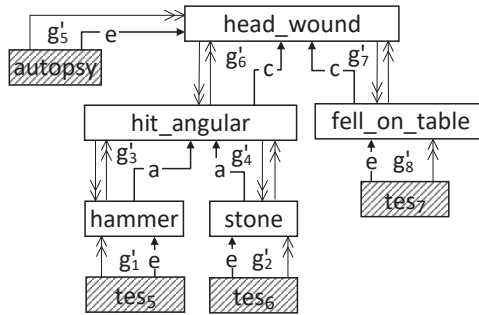 head_wound
g'5 e
autopsy
g'6 c c g'7
hit_angular
fell_on_table
g'3 a a g'4
e g'8
hammer
stone
tes7
g'1 e e g'2
tes5
tes6